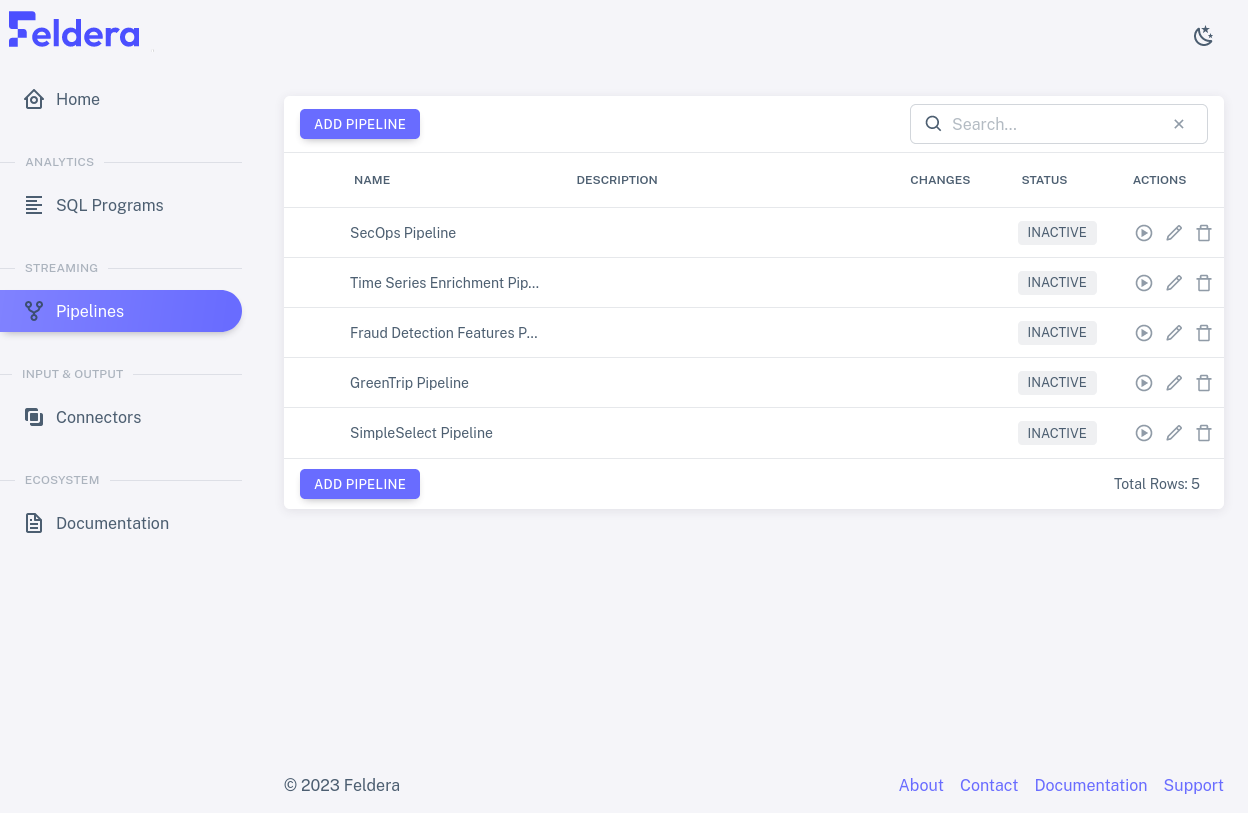 Feldera
Home
ANALYTICS
SQL Programs
STREAMING
Pipelines
INPUT & OUTPUT
Connectors
ECOSYSTEM
Documentation
ADD PIPELINE
Search...
NAME DESCRIPTION CHANGES STATUS ACTIONS
SecOps Pipeline INACTIVE
Time Series Enrichment Pip... INACTIVE
Fraud Detection Features P... INACTIVE
GreenTrip Pipeline INACTIVE
SimpleSelect Pipeline INACTIVE
ADD PIPELINE Total Rows: 5
© 2023 Feldera About Contact Documentation Support